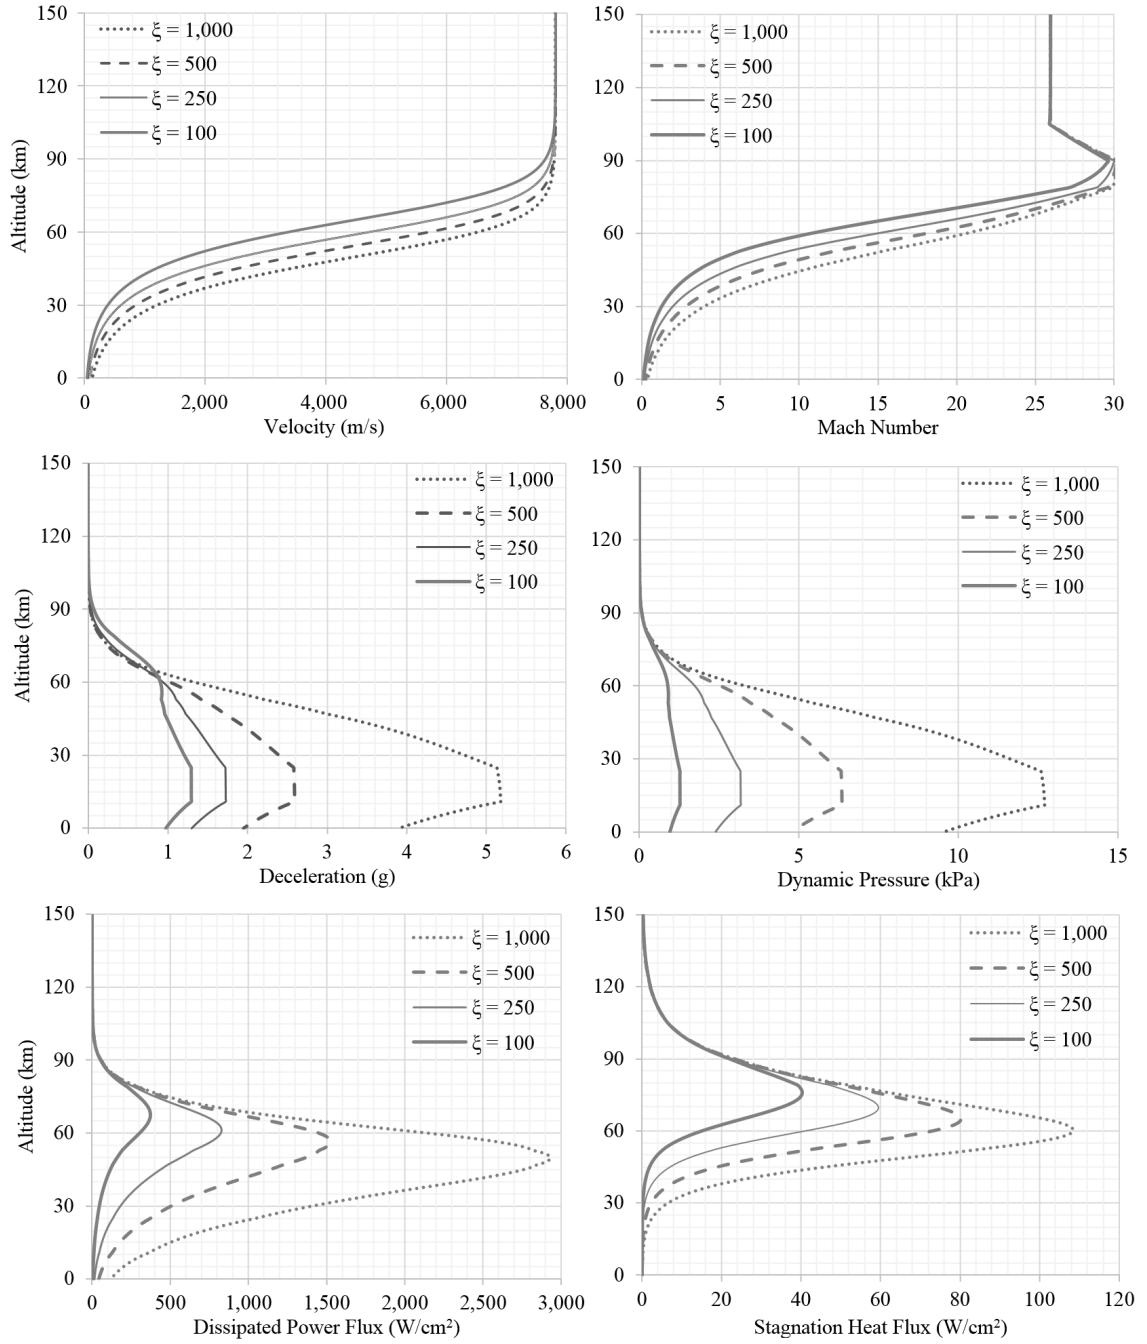 150
120
90
60
30
0
Altitude (km)
ξ = 1,000
ξ = 500
ξ = 250
ξ = 100
0 2,000 4,000 6,000 8,000
Velocity (m/s)
150
120
90
60
30
0
ξ = 1,000
ξ = 500
ξ = 250
ξ = 100
0 5 10 15 20 25 30
Mach Number
150
120
90
60
30
0
Altitude (km)
ξ = 1,000
ξ = 500
ξ = 250
ξ = 100
0 1 2 3 4 5 6
Deceleration (g)
150
120
90
60
30
0
ξ = 1,000
ξ = 500
ξ = 250
ξ = 100
0 5 10 15
Dynamic Pressure (kPa)
150
120
90
60
30
0
Altitude (km)
ξ = 1,000
ξ = 500
ξ = 250
ξ = 100
0 500 1,000 1,500 2,000 2,500 3,000
Dissipated Power Flux (W/cm²)
150
120
90
60
30
0
ξ = 1,000
ξ = 500
ξ = 250
ξ = 100
0 20 40 60 80 100 120
Stagnation Heat Flux (W/cm²)